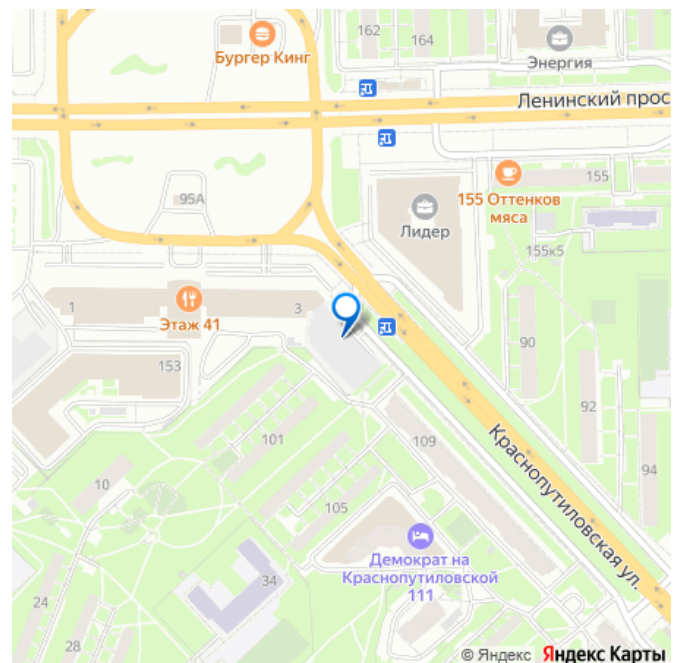 162
164
Бургер Кинг
Энергия
Ленинский прос
155 Оттенков
мяса
155
95А
Лидер
155к5
1
3
Этаж 41
153
90
92
101
109
94
Краснопутиловская ул.
10
105
Демократ на
Краснопутиловской
111
34
24
28
© Яндекс Яндекс Карты